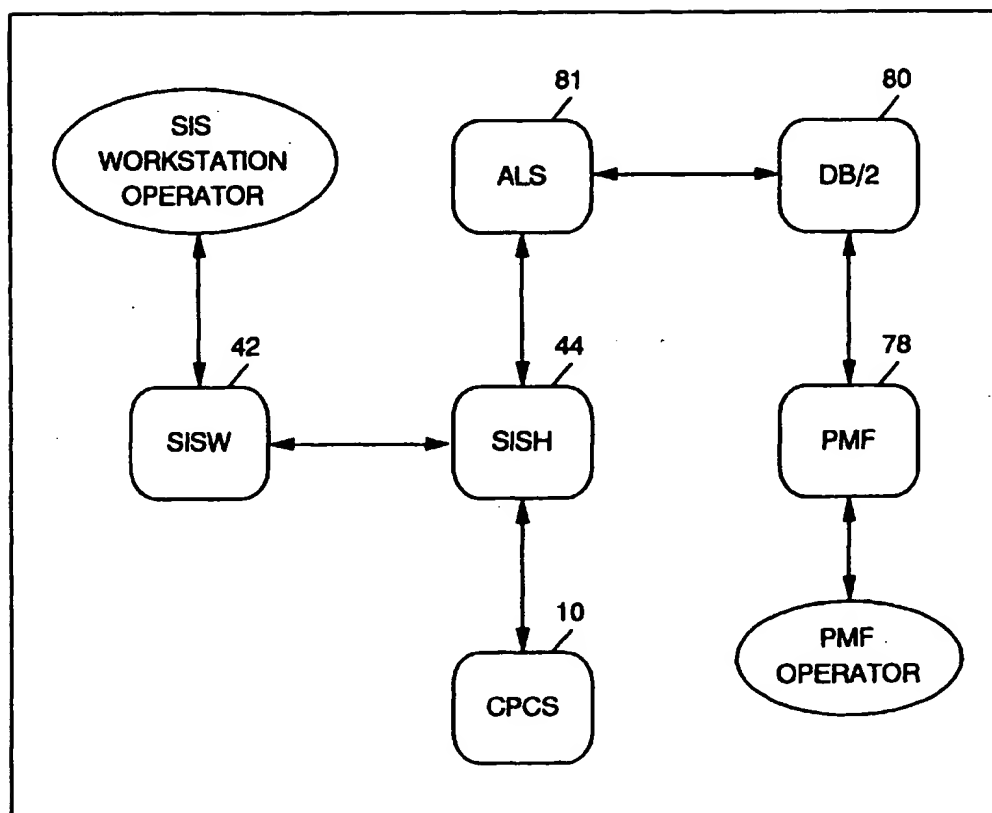 81
80
SIS
WORKSTATION
OPERATOR
ALS
DB/2
42
44
78
SISW
SISH
PMF
10
CPCS
PMF
OPERATOR